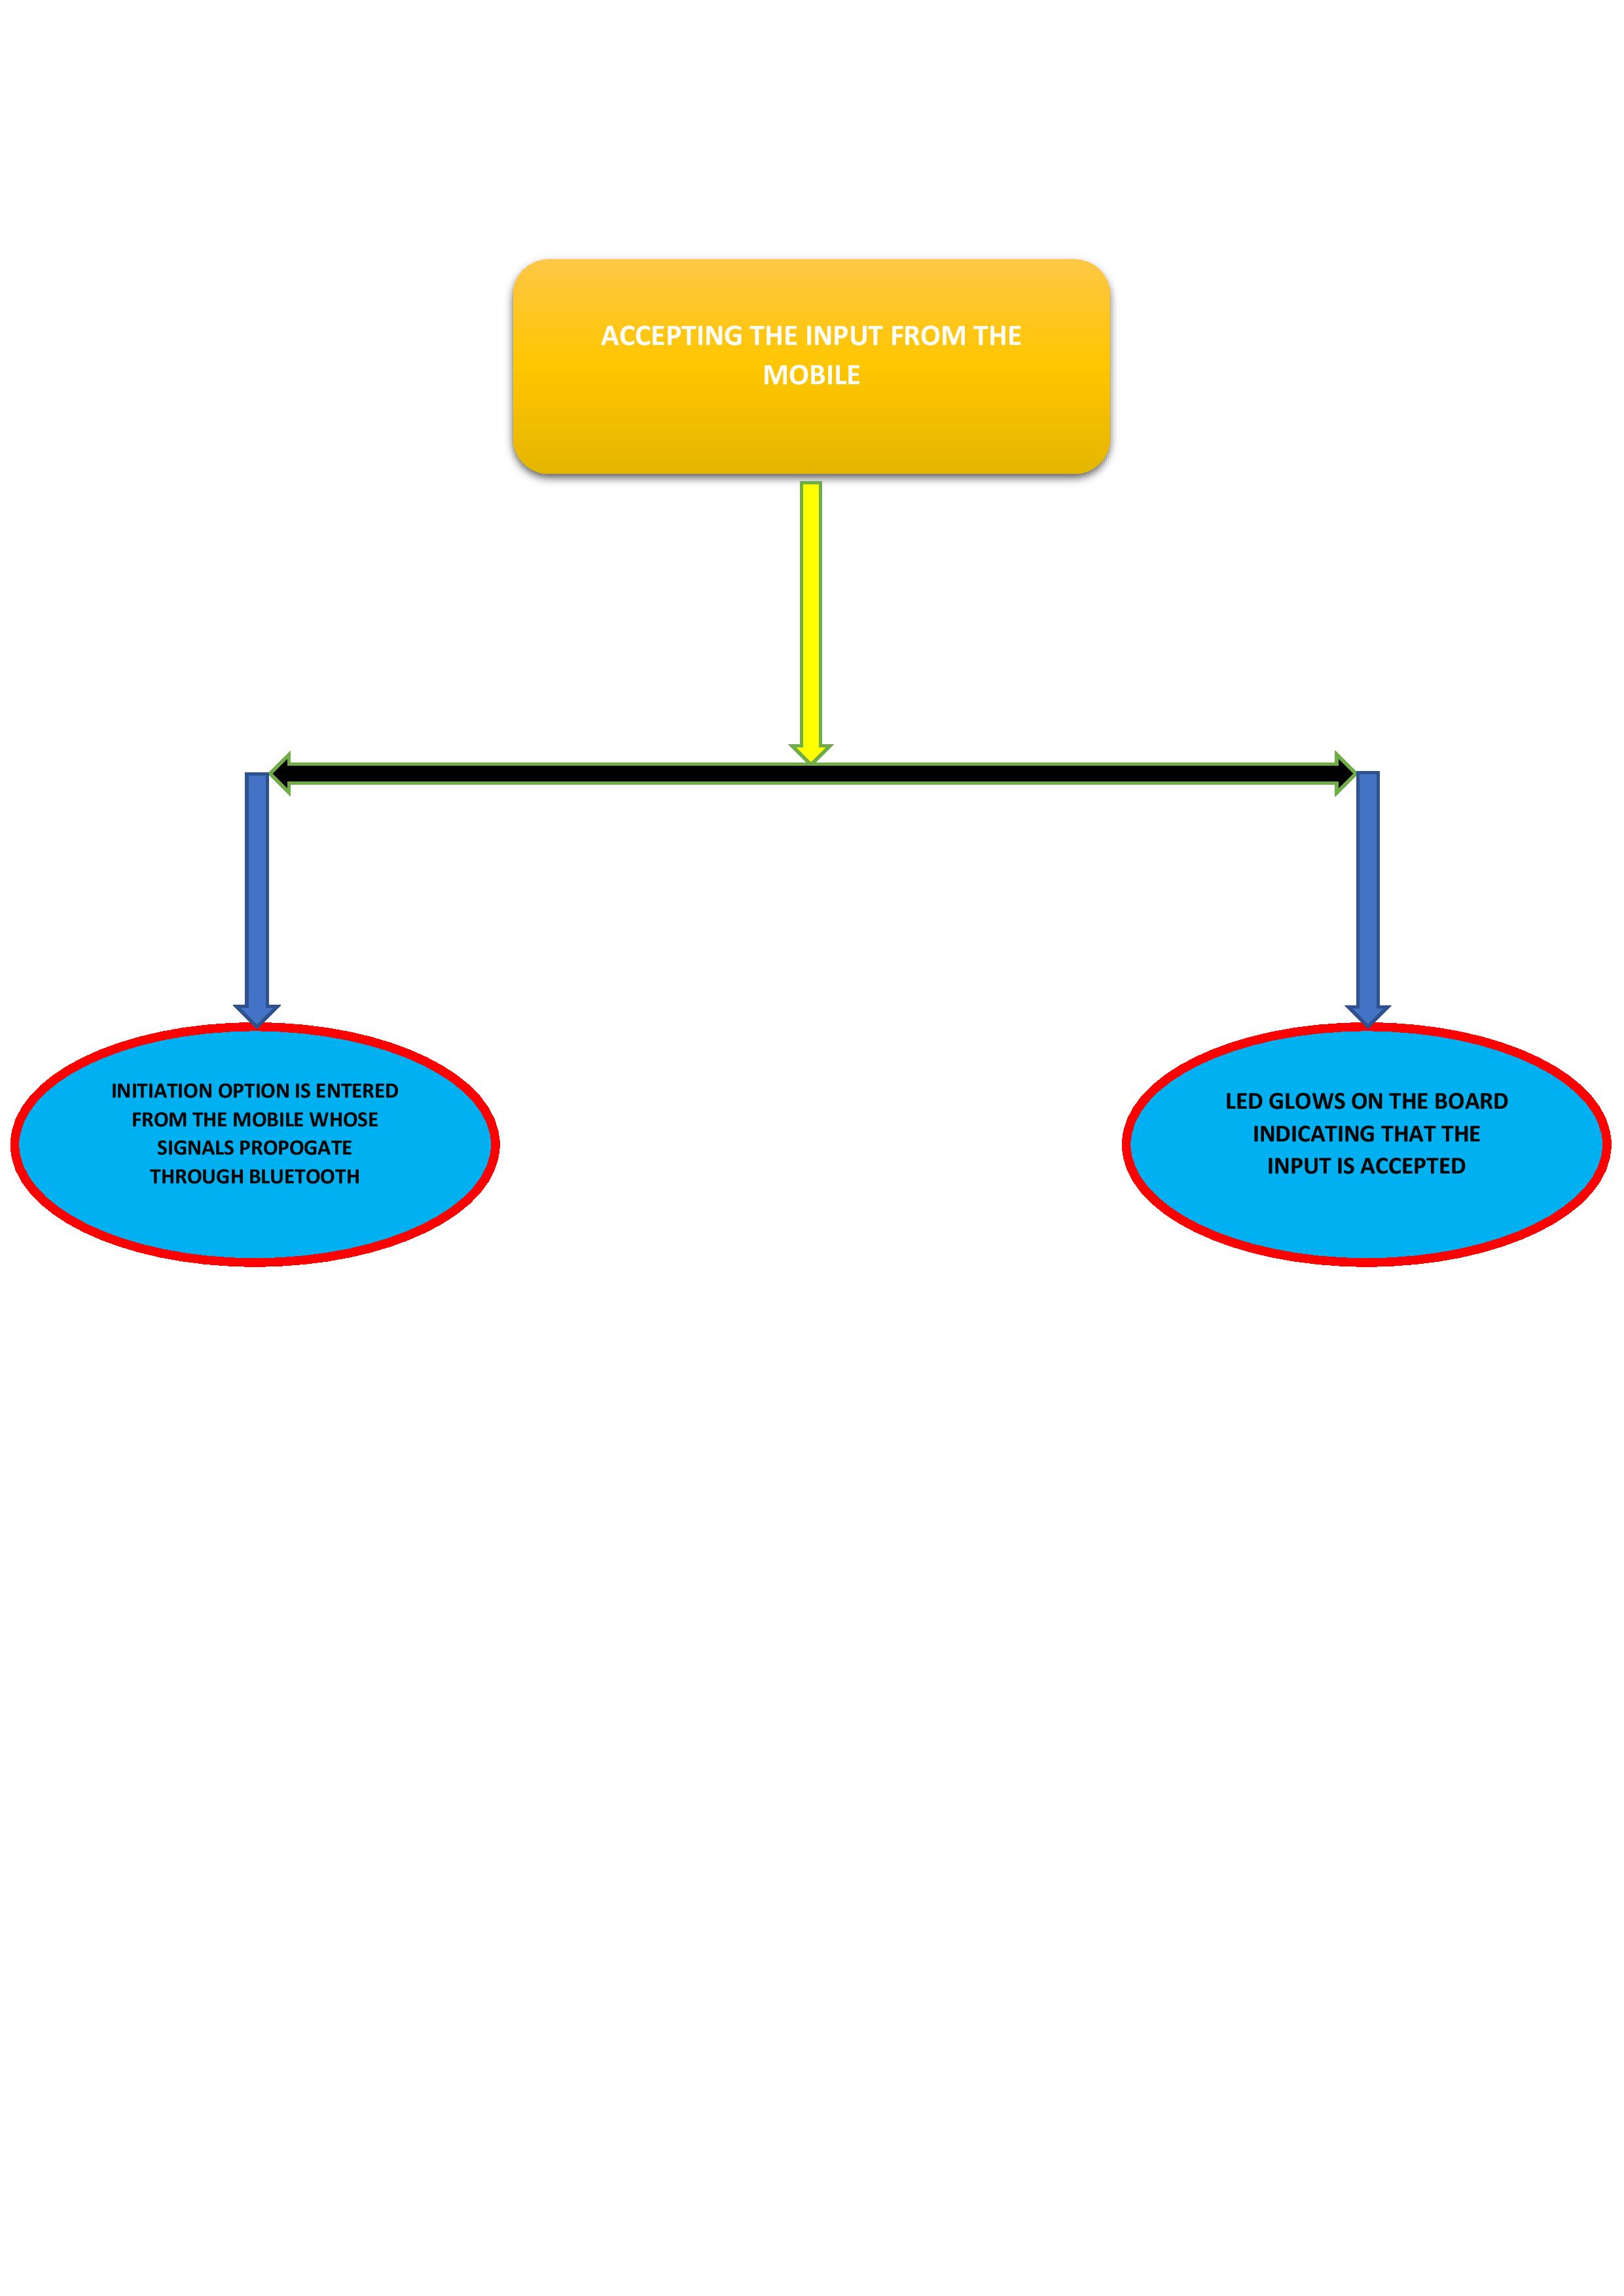 ACCEPTING THE INPUT FROM THE
MOBILE
INITIATION OPTION IS ENTERED
FROM THE MOBILE WHOSE
SIGNALS PROPOGATE
THROUGH BLUETOOTH
LED GLOWS ON THE BOARD
INDICATING THAT THE
INPUT IS ACCEPTED